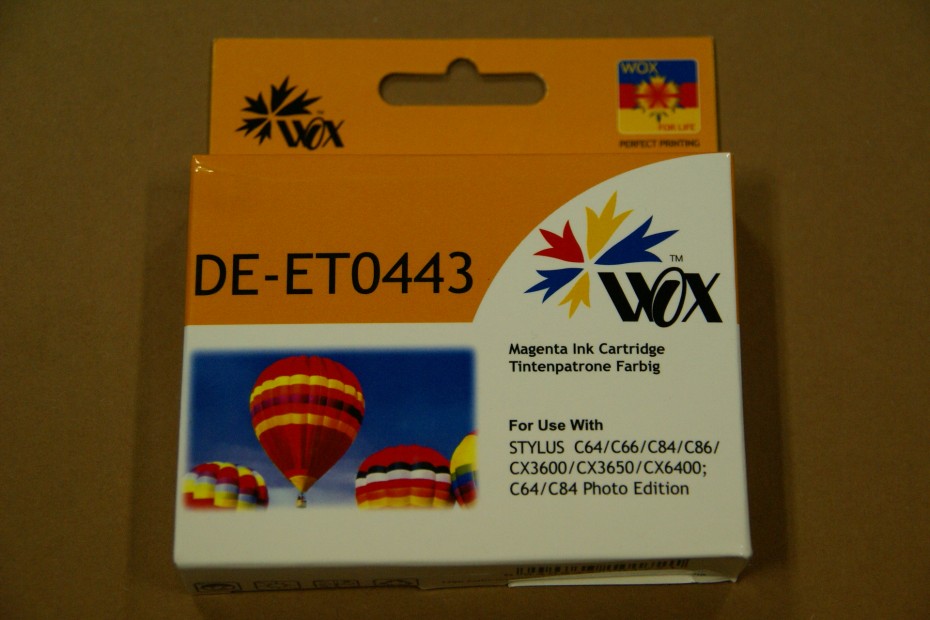 WOX
WOX
FOR LIFE
PERFECT PRINTING
DE-ET0443
WOX™
Magenta Ink Cartridge
Tintenpatrone Farbig
For Use With
STYLUS C64/C66/C84/C86/
CX3600/CX3650/CX6400;
C64/C84 Photo Edition